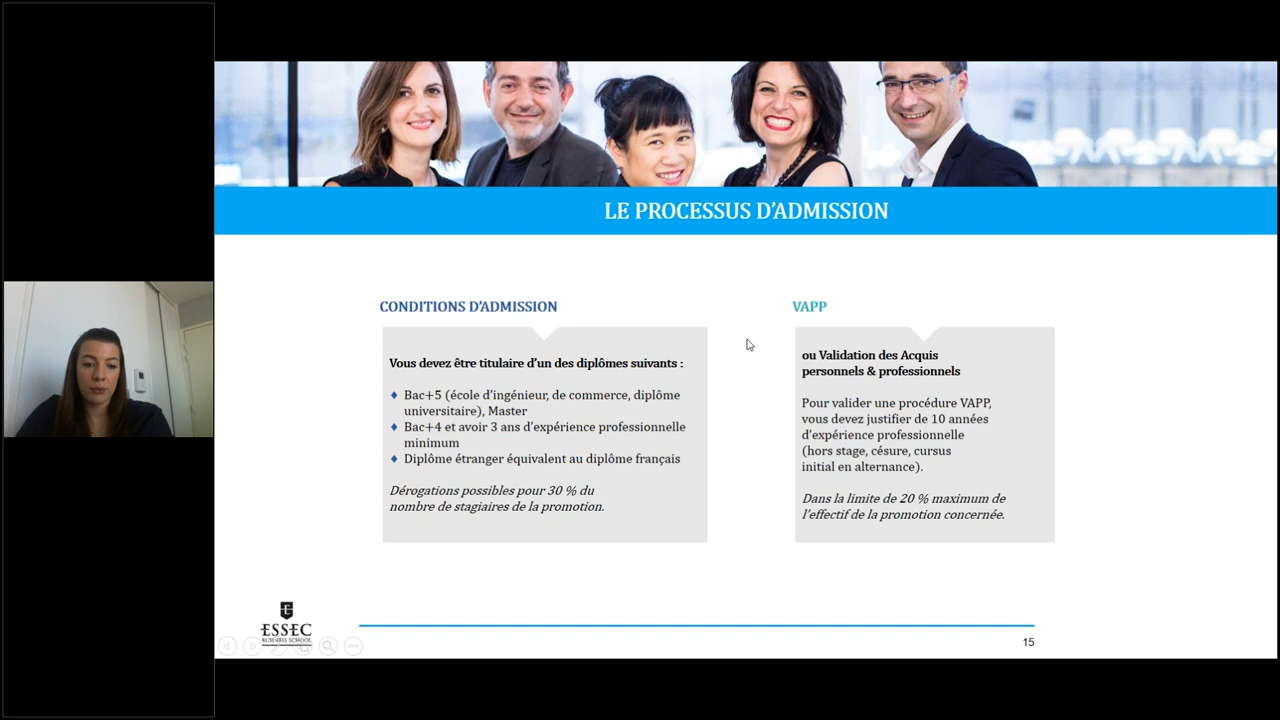 LE PROCESSUS D’ADMISSION
CONDITIONS D’ADMISSION
Vous devez être titulaire d’un des diplômes suivants :
♦ Bac+5 (école d’ingénieur, de commerce, diplôme
universitaire), Master
♦ Bac+4 et avoir 3 ans d’expérience professionnelle
minimum
♦ Diplôme étranger équivalent au diplôme français
Dérogations possibles pour 30 % du
nombre de stagiaires de la promotion.
VAPP
ou Validation des Acquis
personnels & professionnels
Pour valider une procédure VAPP,
vous devez justifier de 10 années
d’expérience professionnelle
(hors stage, césure, cursus
initial en alternance).
Dans la limite de 20 % maximum de
l’effectif de la promotion concernée.
ESSEC
BUSINESS SCHOOL
15